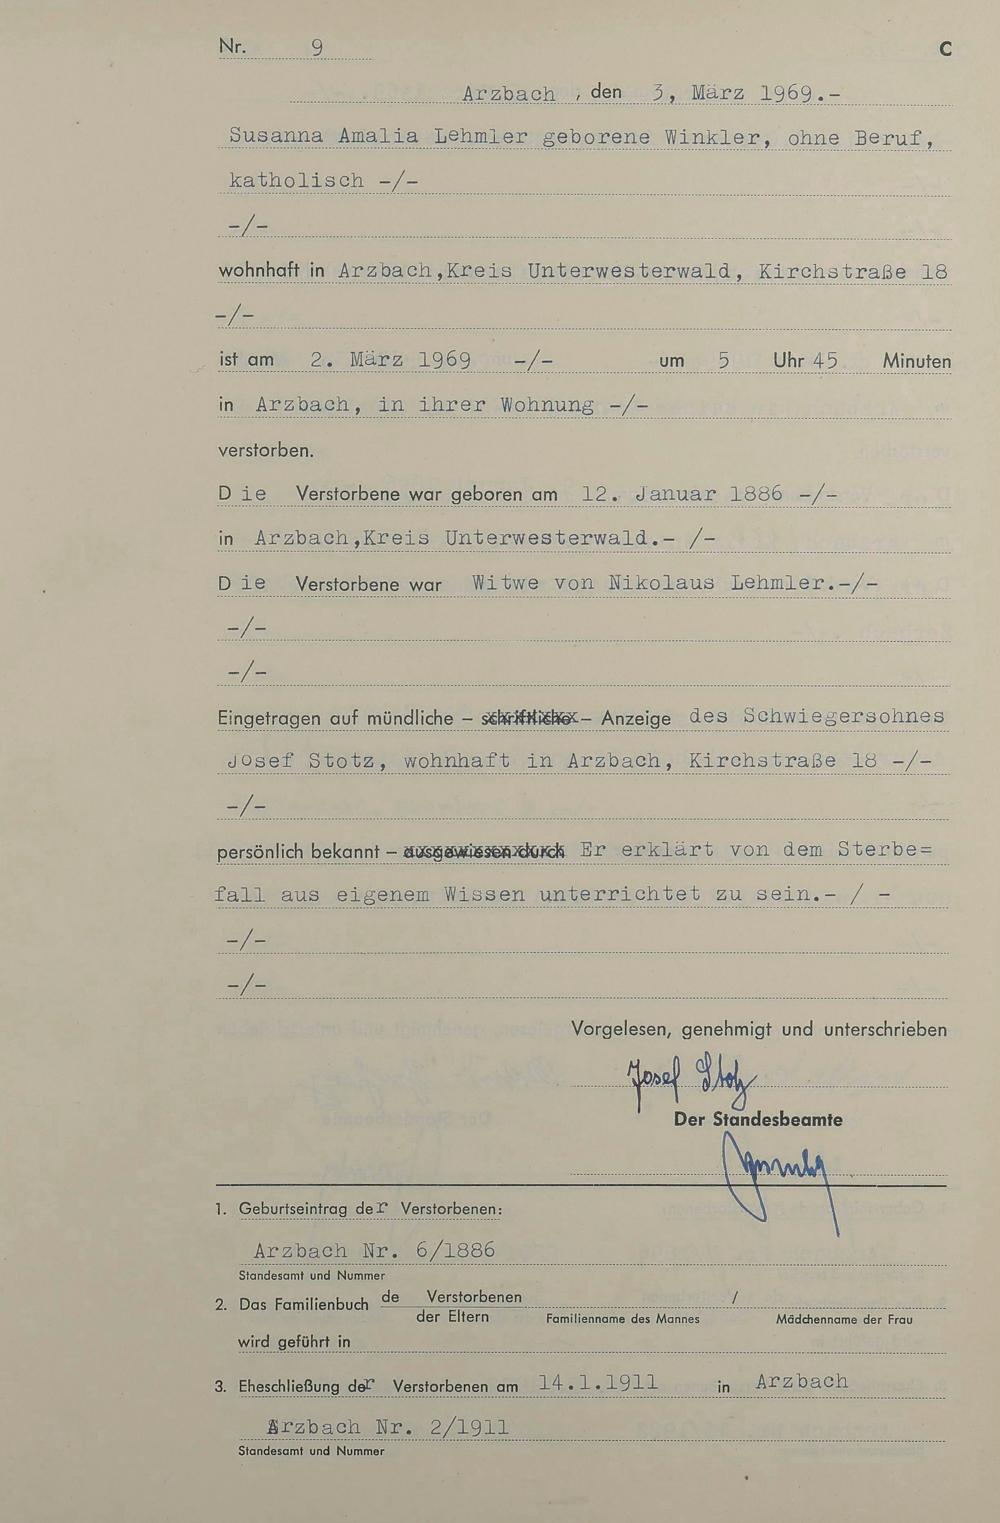 Nr. 9 C
Arzbach , den 3, März 1969.-
Susanna Amalia Lehmler geborene Winkler, ohne Beruf,
katholisch -/-
-/-
wohnhaft in Arzbach,Kreis Unterwesterwald, Kirchstraße 18
-/-
ist am 2. März 1969 -/- um 5 Uhr 45 Minuten
in Arzbach, in ihrer Wohnung -/-
verstorben.
Die Verstorbene war geboren am 12. Januar 1886 -/-
in Arzbach,Kreis Unterwesterwald.- /-
Die Verstorbene war Witwe von Nikolaus Lehmler.-/-
-/-
-/-
Eingetragen auf mündliche – schriftliche – Anzeige des Schwiegersohnes
Josef Stotz, wohnhaft in Arzbach, Kirchstraße 18 -/-
-/-
persönlich bekannt – ausgewiesen durch Er erklärt von dem Sterbe=
fall aus eigenem Wissen unterrichtet zu sein.- / -
-/-
-/-
Vorgelesen, genehmigt und unterschrieben
Josef Stotz
Der Standesbeamte
1. Geburtseintrag der Verstorbenen:
Arzbach Nr. 6/1886
Standesamt und Nummer
2. Das Familienbuch de Verstorbenen /
der Eltern Familienname des Mannes Mädchenname der Frau
wird geführt in
3. Eheschließung der Verstorbenen am 14.1.1911 in Arzbach
Arzbach Nr. 2/1911
Standesamt und Nummer